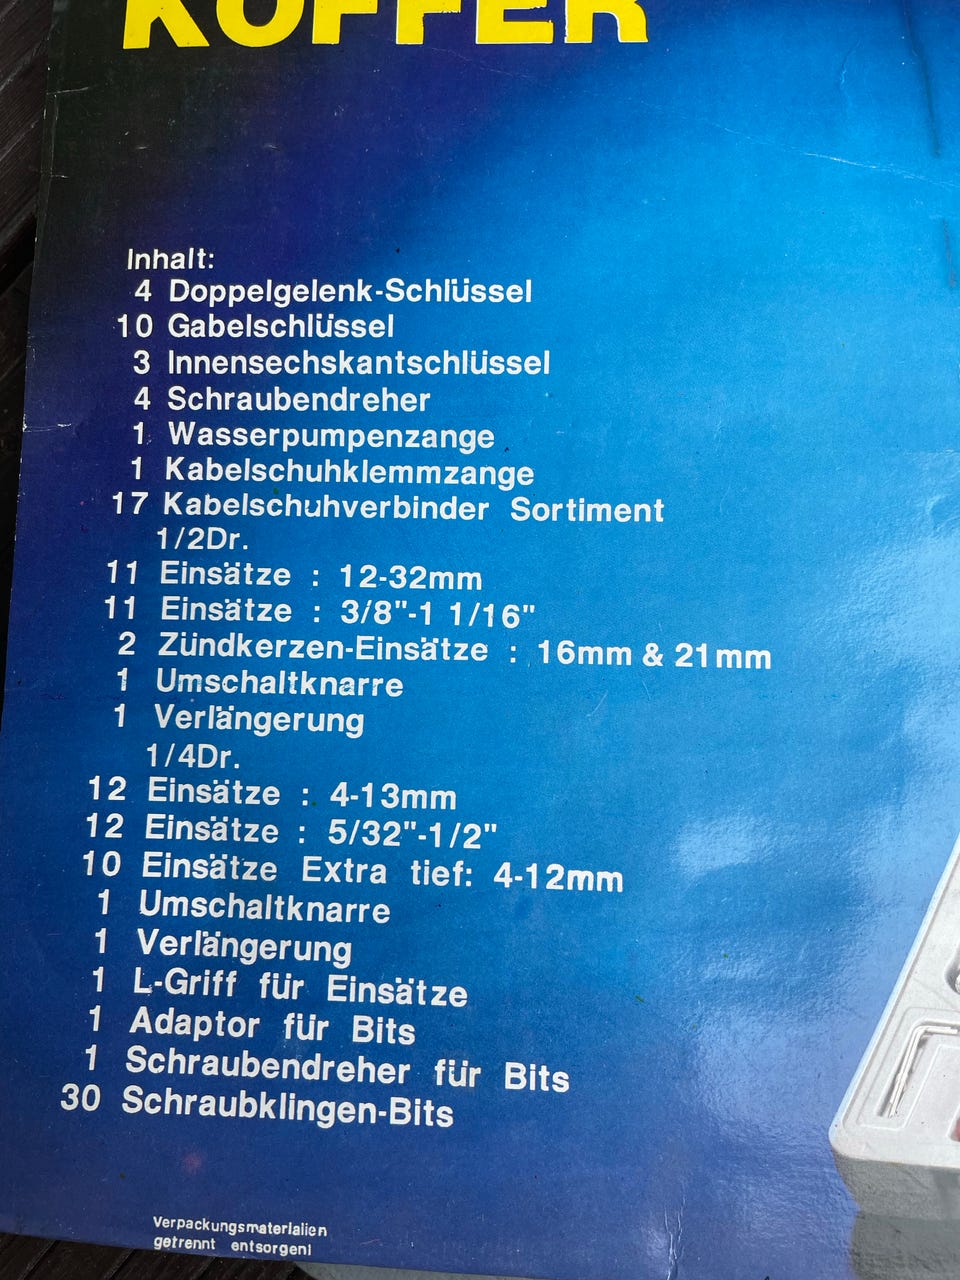 KOFFER
Inhalt:
4 Doppelgelenk-Schlüssel
10 Gabelschlüssel
3 Innensechskantschlüssel
4 Schraubendreher
1 Wasserpumpenzange
1 Kabelschuhklemmzange
17 Kabelschuhverbinder Sortiment
1/2Dr.
11 Einsätze : 12-32mm
11 Einsätze : 3/8"-1 1/16"
2 Zündkerzen-Einsätze : 16mm & 21mm
1 Umschaltknarre
1 Verlängerung
1/4Dr.
12 Einsätze : 4-13mm
12 Einsätze : 5/32"-1/2"
10 Einsätze Extra tief: 4-12mm
1 Umschaltknarre
1 Verlängerung
1 L-Griff für Einsätze
1 Adaptor für Bits
1 Schraubendreher für Bits
30 Schraubklingen-Bits
Verpackungsmaterialien
getrennt entsorgen!